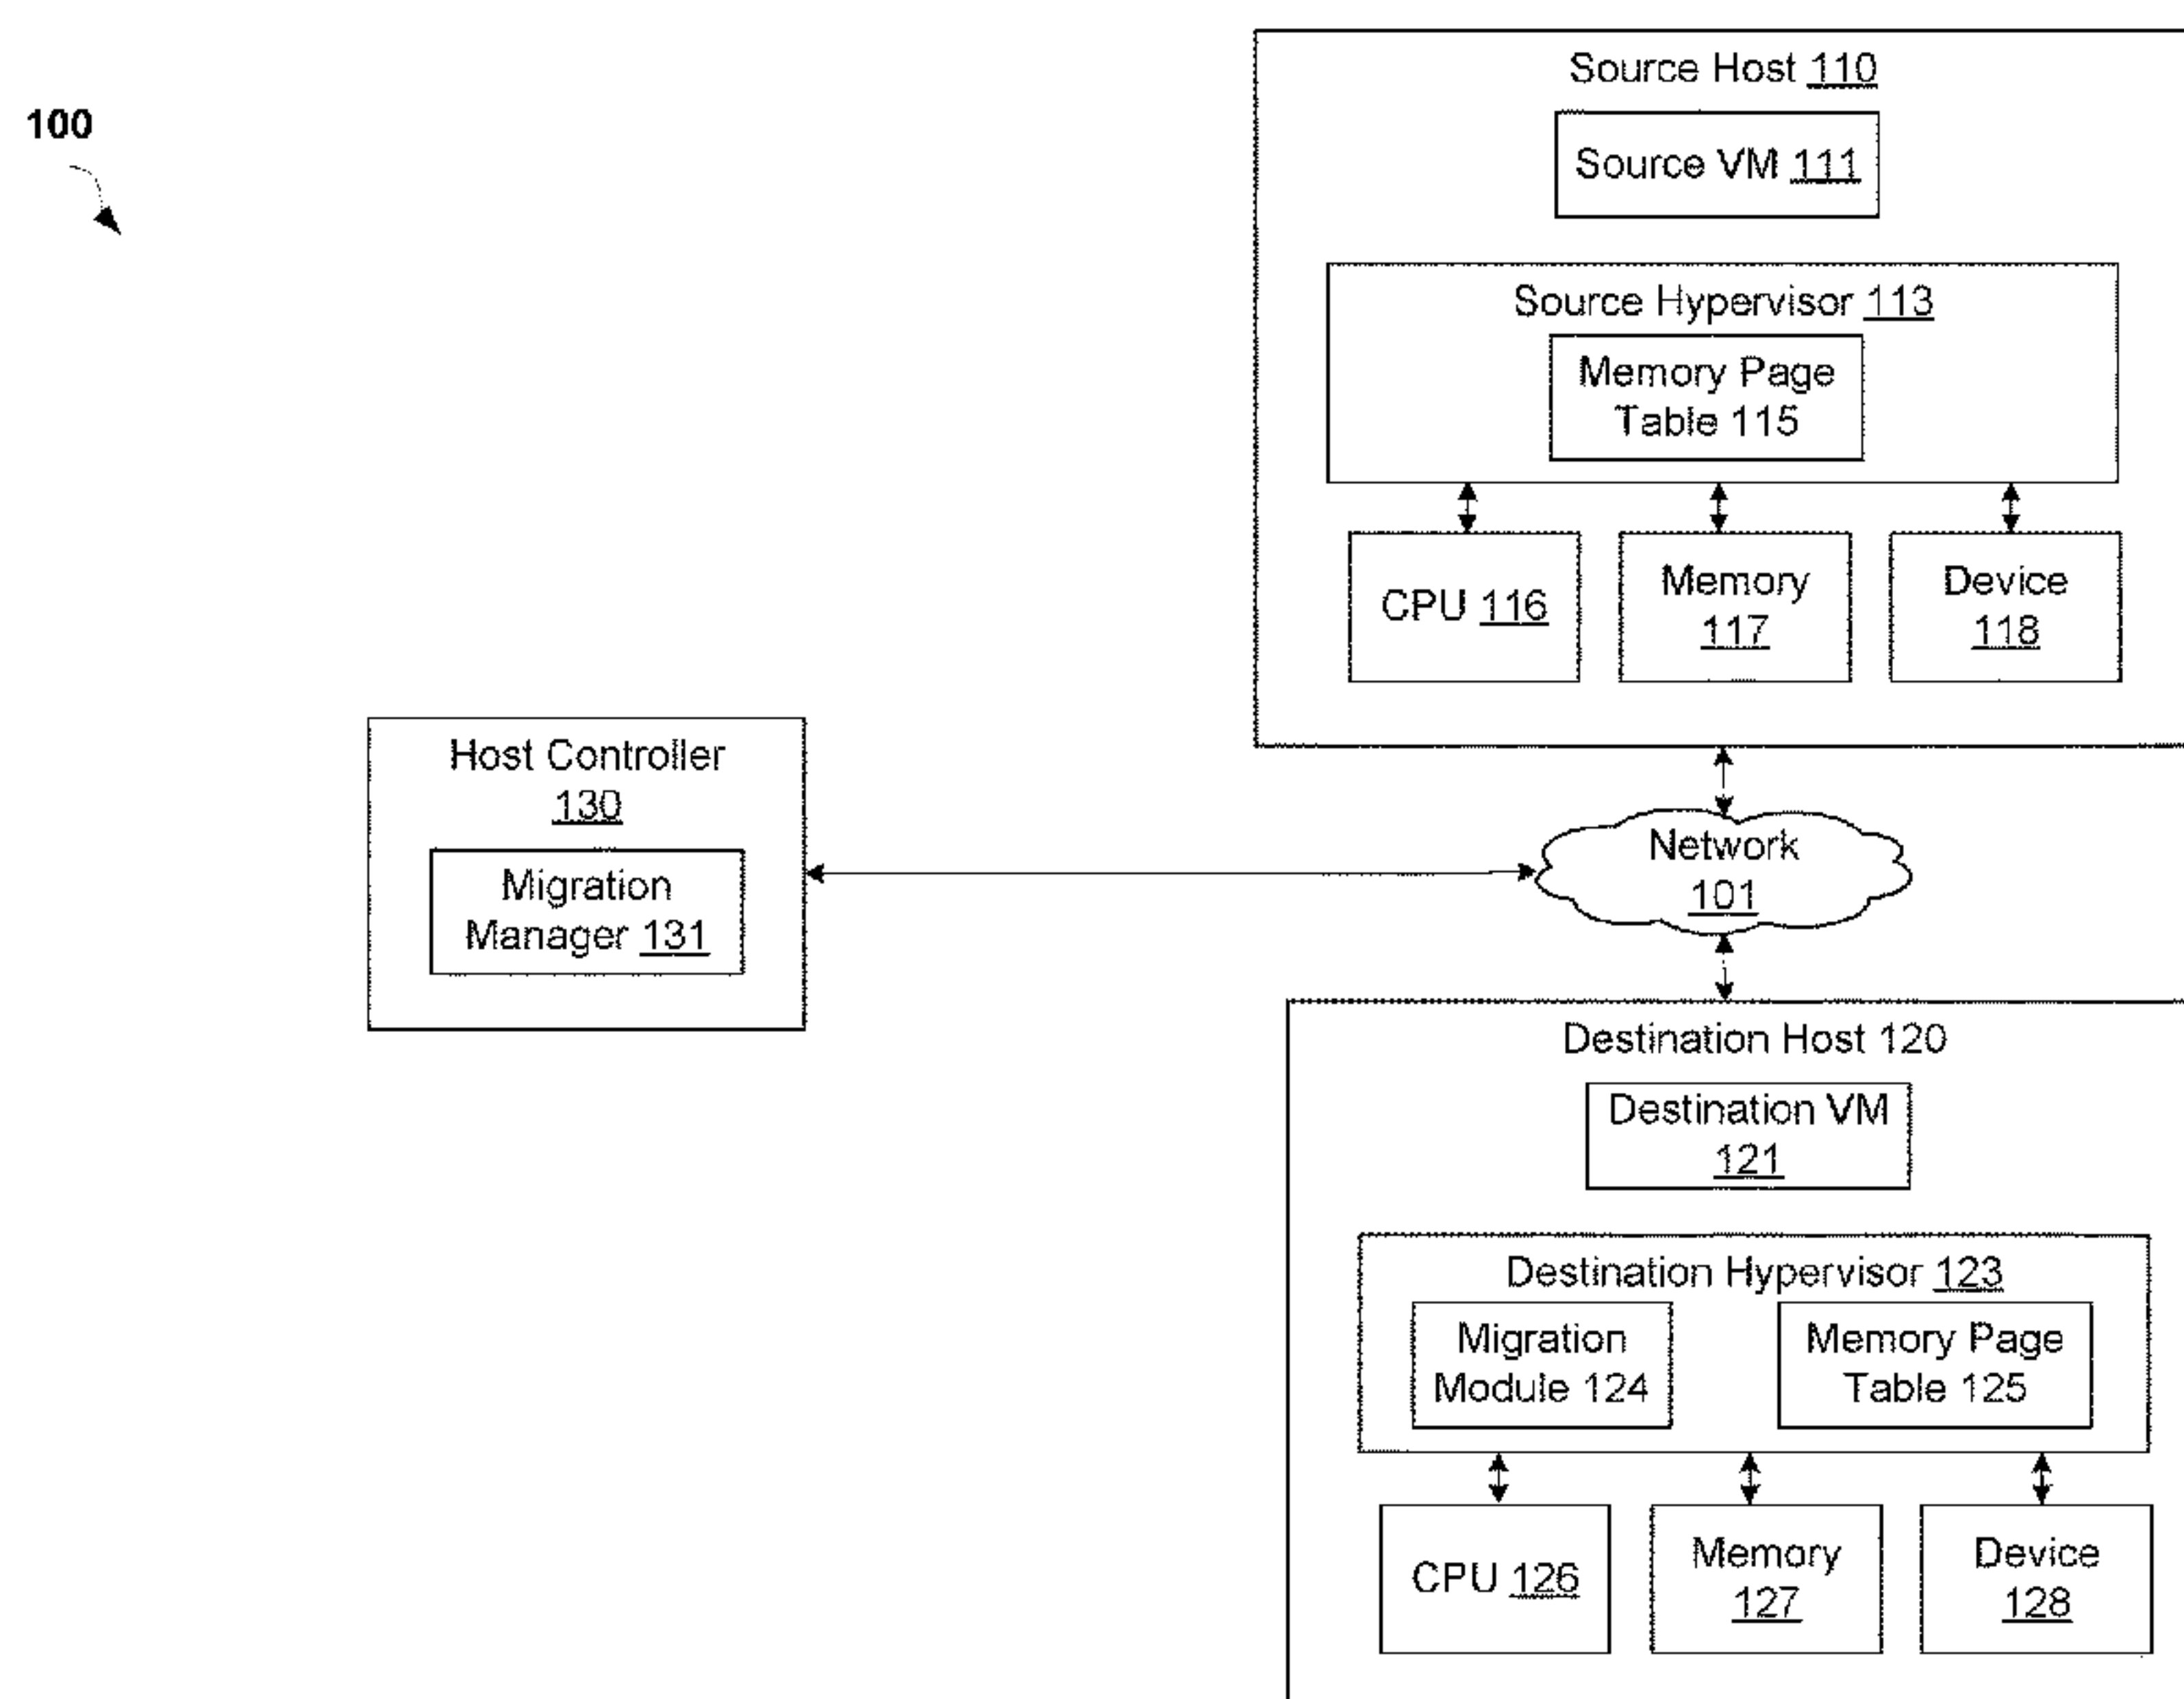 100
Source Host 110
Source VM 111
Source Hypervisor 113
Memory Page
Table 115
CPU 116
Memory
117
Device
118
Host Controller
130
Migration
Manager 131
Network
101
Destination Host 120
Destination VM
121
Destination Hypervisor 123
Migration
Module 124
Memory Page
Table 125
CPU 126
Memory
127
Device
128